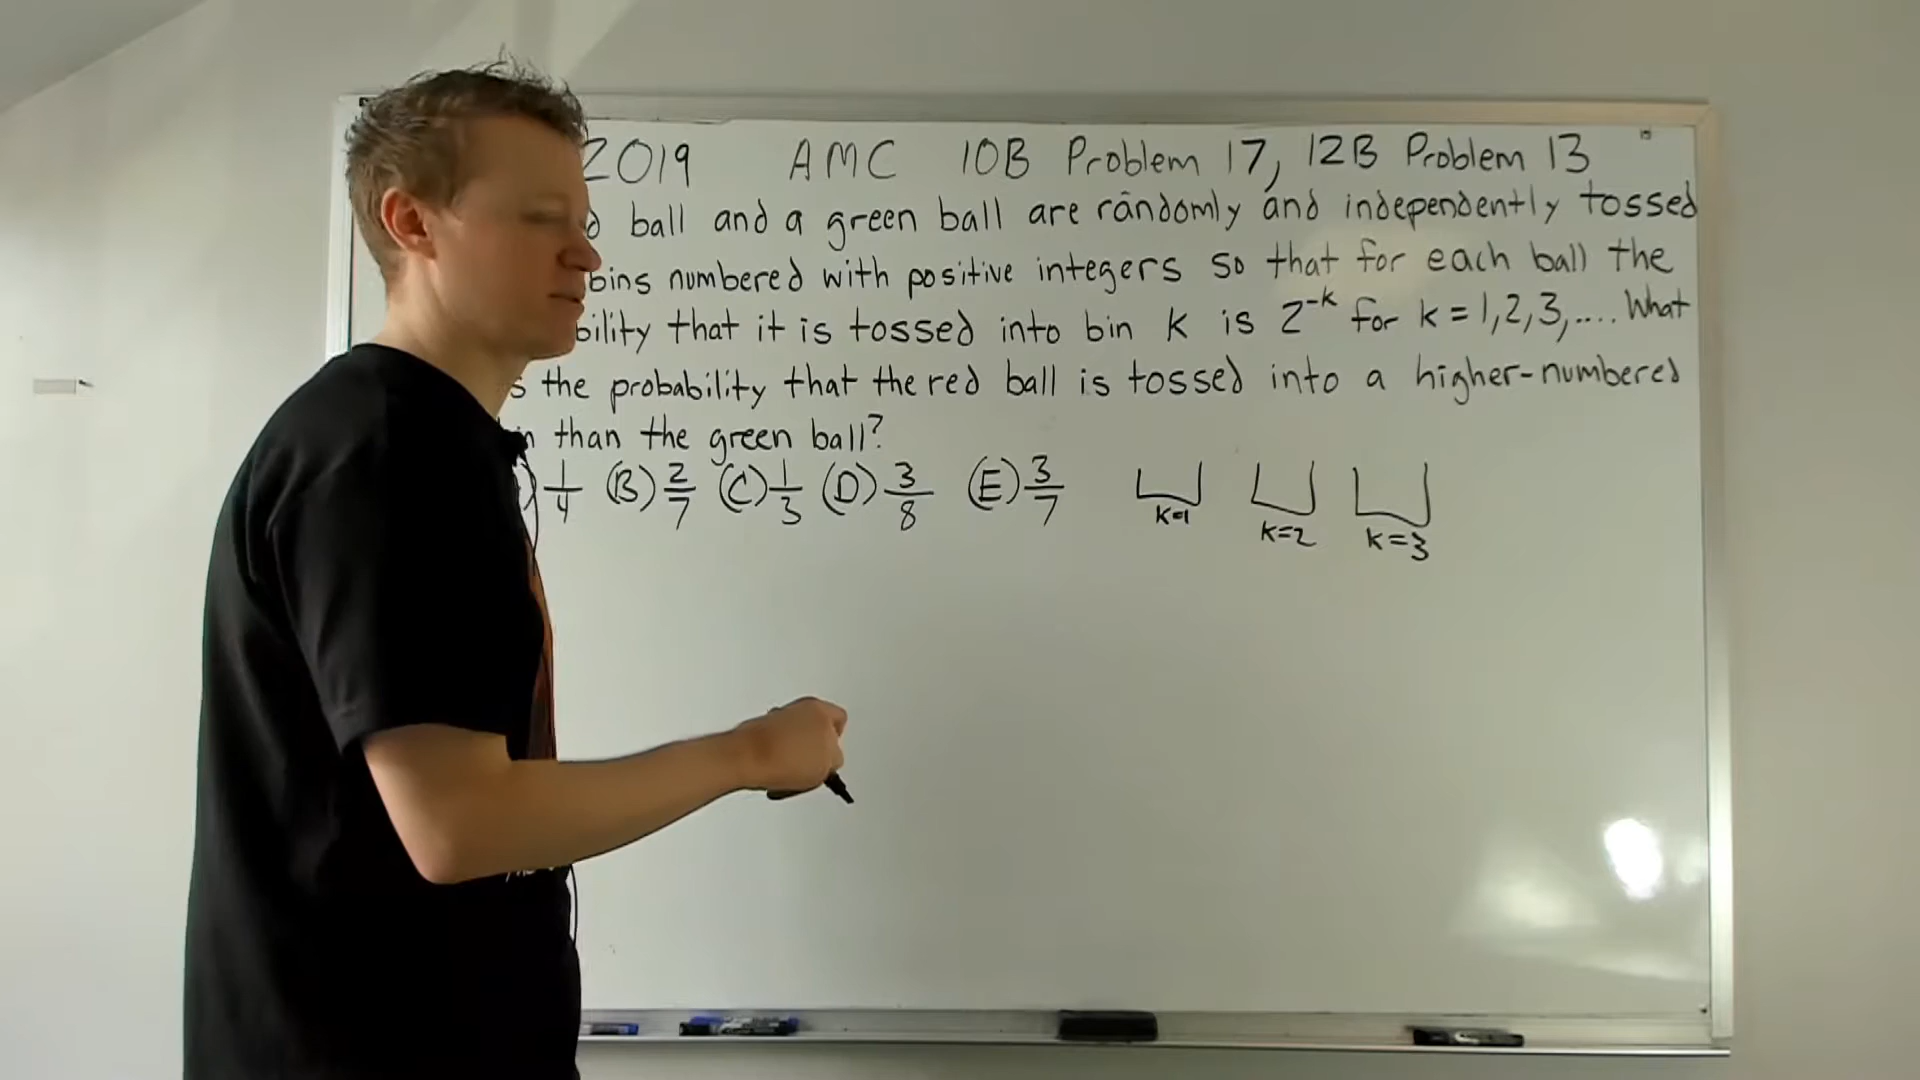 2019 AMC 10B Problem 17, 12B Problem 13
ball and a green ball are randomly and independently tossed
bins numbered with positive integers so that for each ball the
bility that it is tossed into bin k is 2^-k for k = 1,2,3,.... What
s the probability that the red ball is tossed into a higher-numbered
n than the green ball?
) 1/4 (B) 2/7 (C) 1/3 (D) 3/8 (E) 3/7
k=1 k=2 k=3